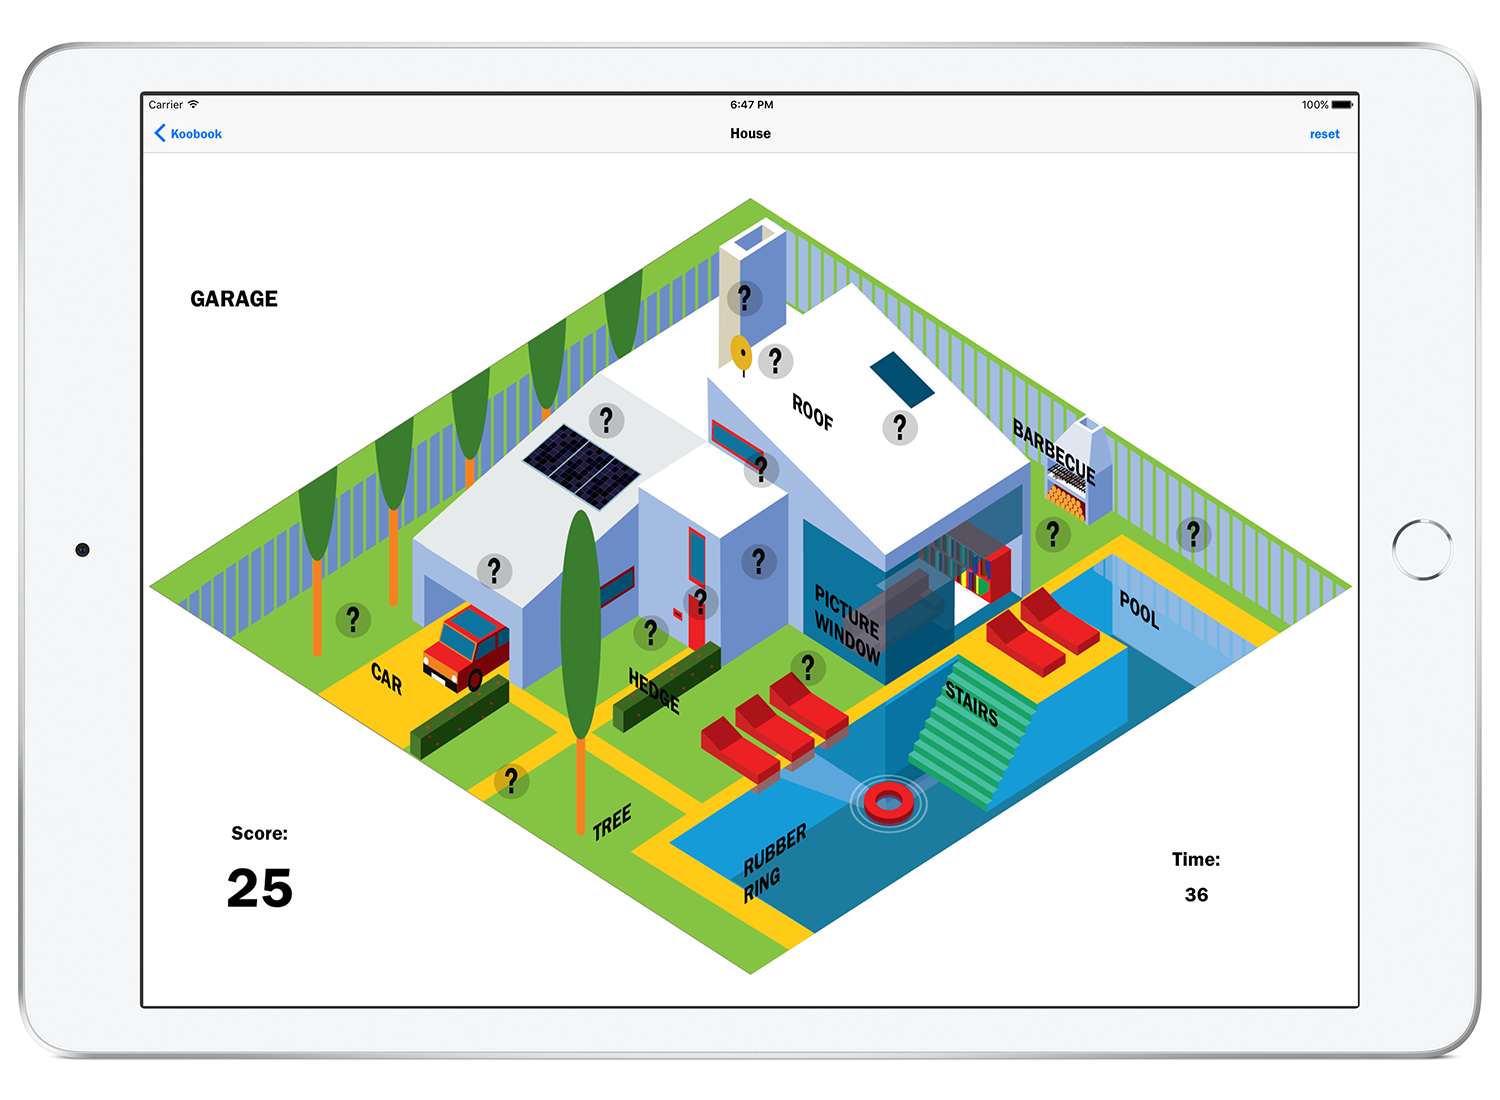 Carrier
6:47 PM
100%
Koobook
House
reset
GARAGE
?
?
ROOF
?
?
?
BARBECUE
?
?
?
?
?
?
?
?
PICTURE
WINDOW
POOL
?
CAR
HEDGE
?
STAIRS
?
TREE
RUBBER
RING
Score:
25
Time:
36